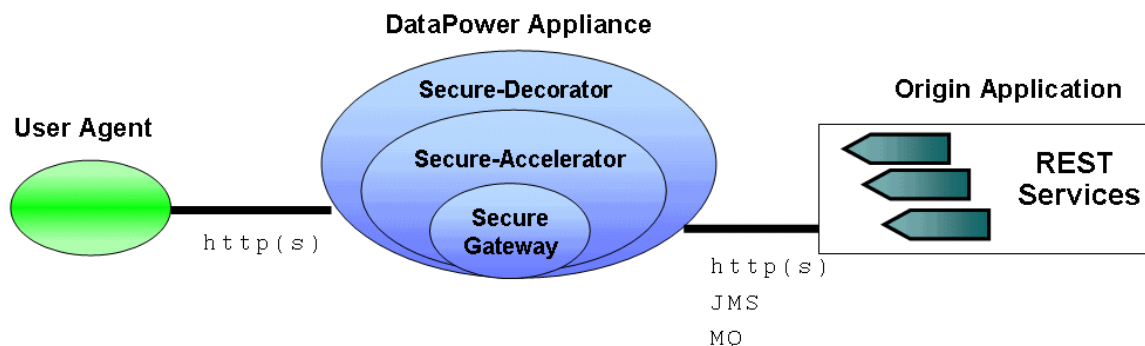 DataPower Appliance
Secure-Decorator
Origin Application
User Agent
Secure-Accelerator
REST
Services
Secure
Gateway
http(s)
http(s)
JMS
MQ